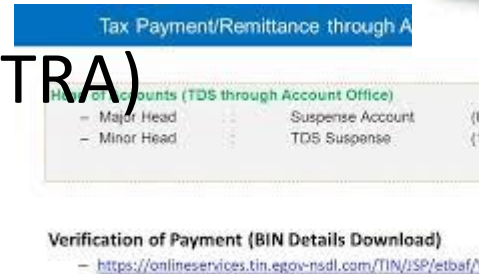 Tax Payment/Remittance through A
TRA)
of Accounts (TDS through Account Office)
– Major Head : Suspense Account (
– Minor Head : TDS Suspense (
Verification of Payment (BIN Details Download)
– https://onlineservices.tin.egov-nsdl.com/TIN/JSP/etbaf/